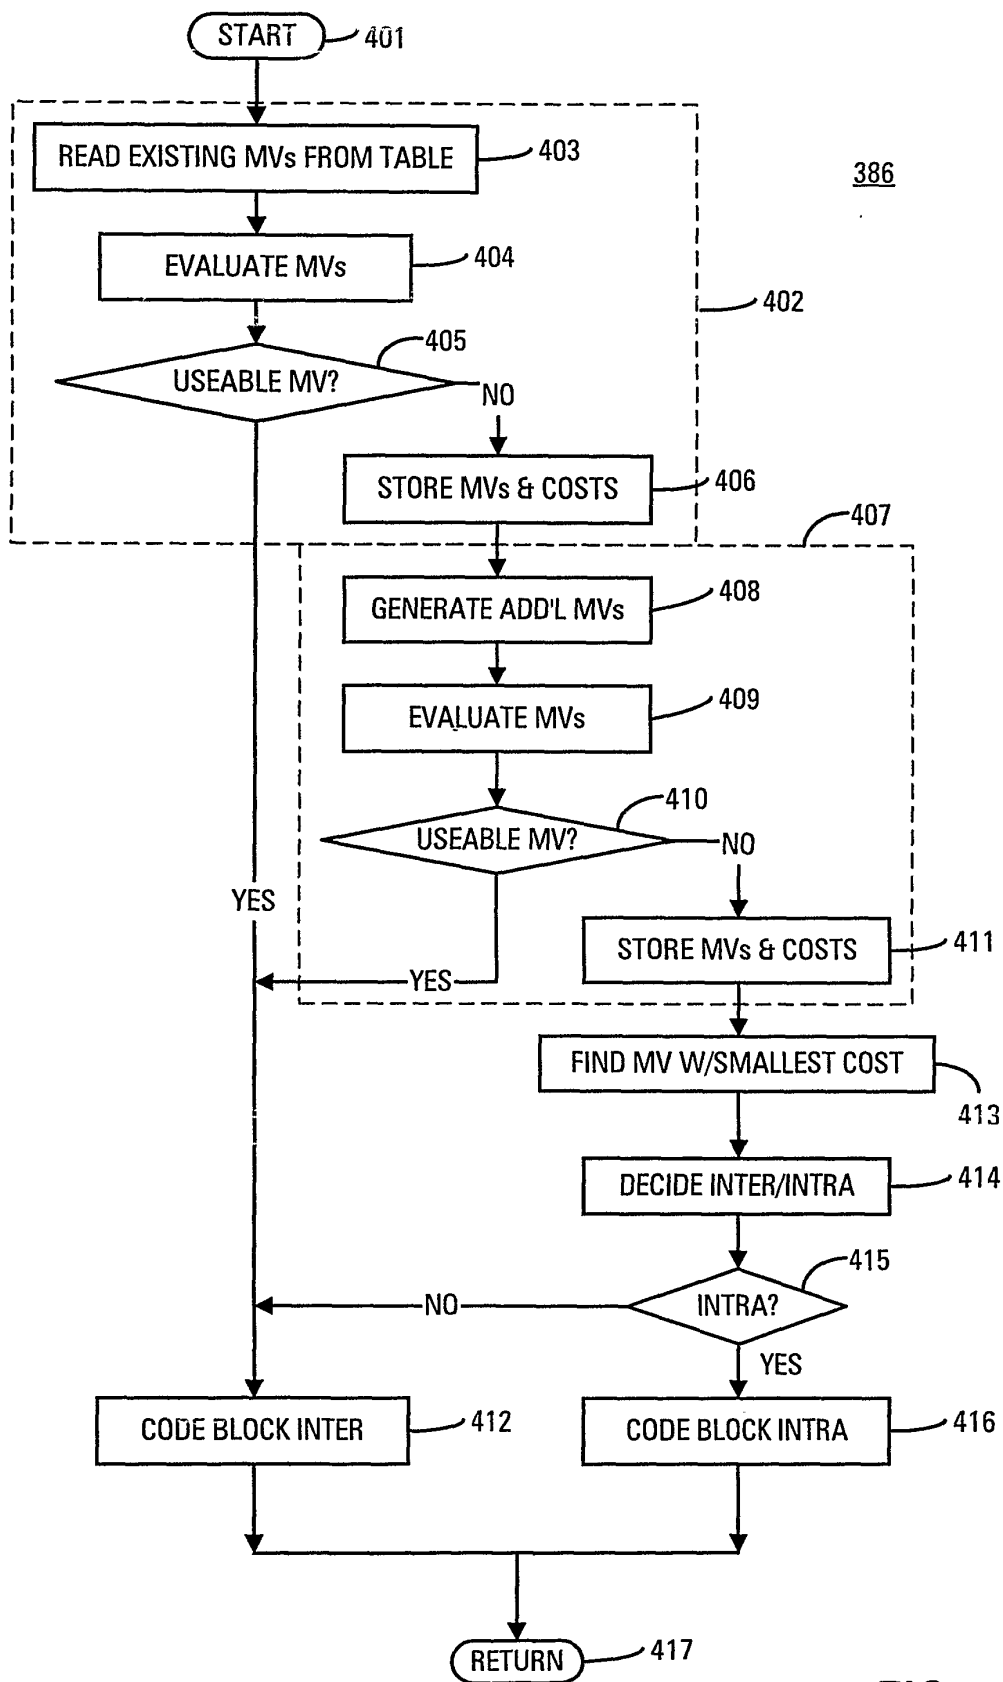 START
401
READ EXISTING MVs FROM TABLE
403
386
EVALUATE MVs
404
402
405
USEABLE MV?
NO
STORE MVs & COSTS
406
407
GENERATE ADD'L MVs
408
EVALUATE MVs
409
410
USEABLE MV?
NO
YES
STORE MVs & COSTS
411
YES
FIND MV W/SMALLEST COST
413
DECIDE INTER/INTRA
414
415
INTRA?
NO
YES
CODE BLOCK INTER
412
CODE BLOCK INTRA
416
RETURN
417